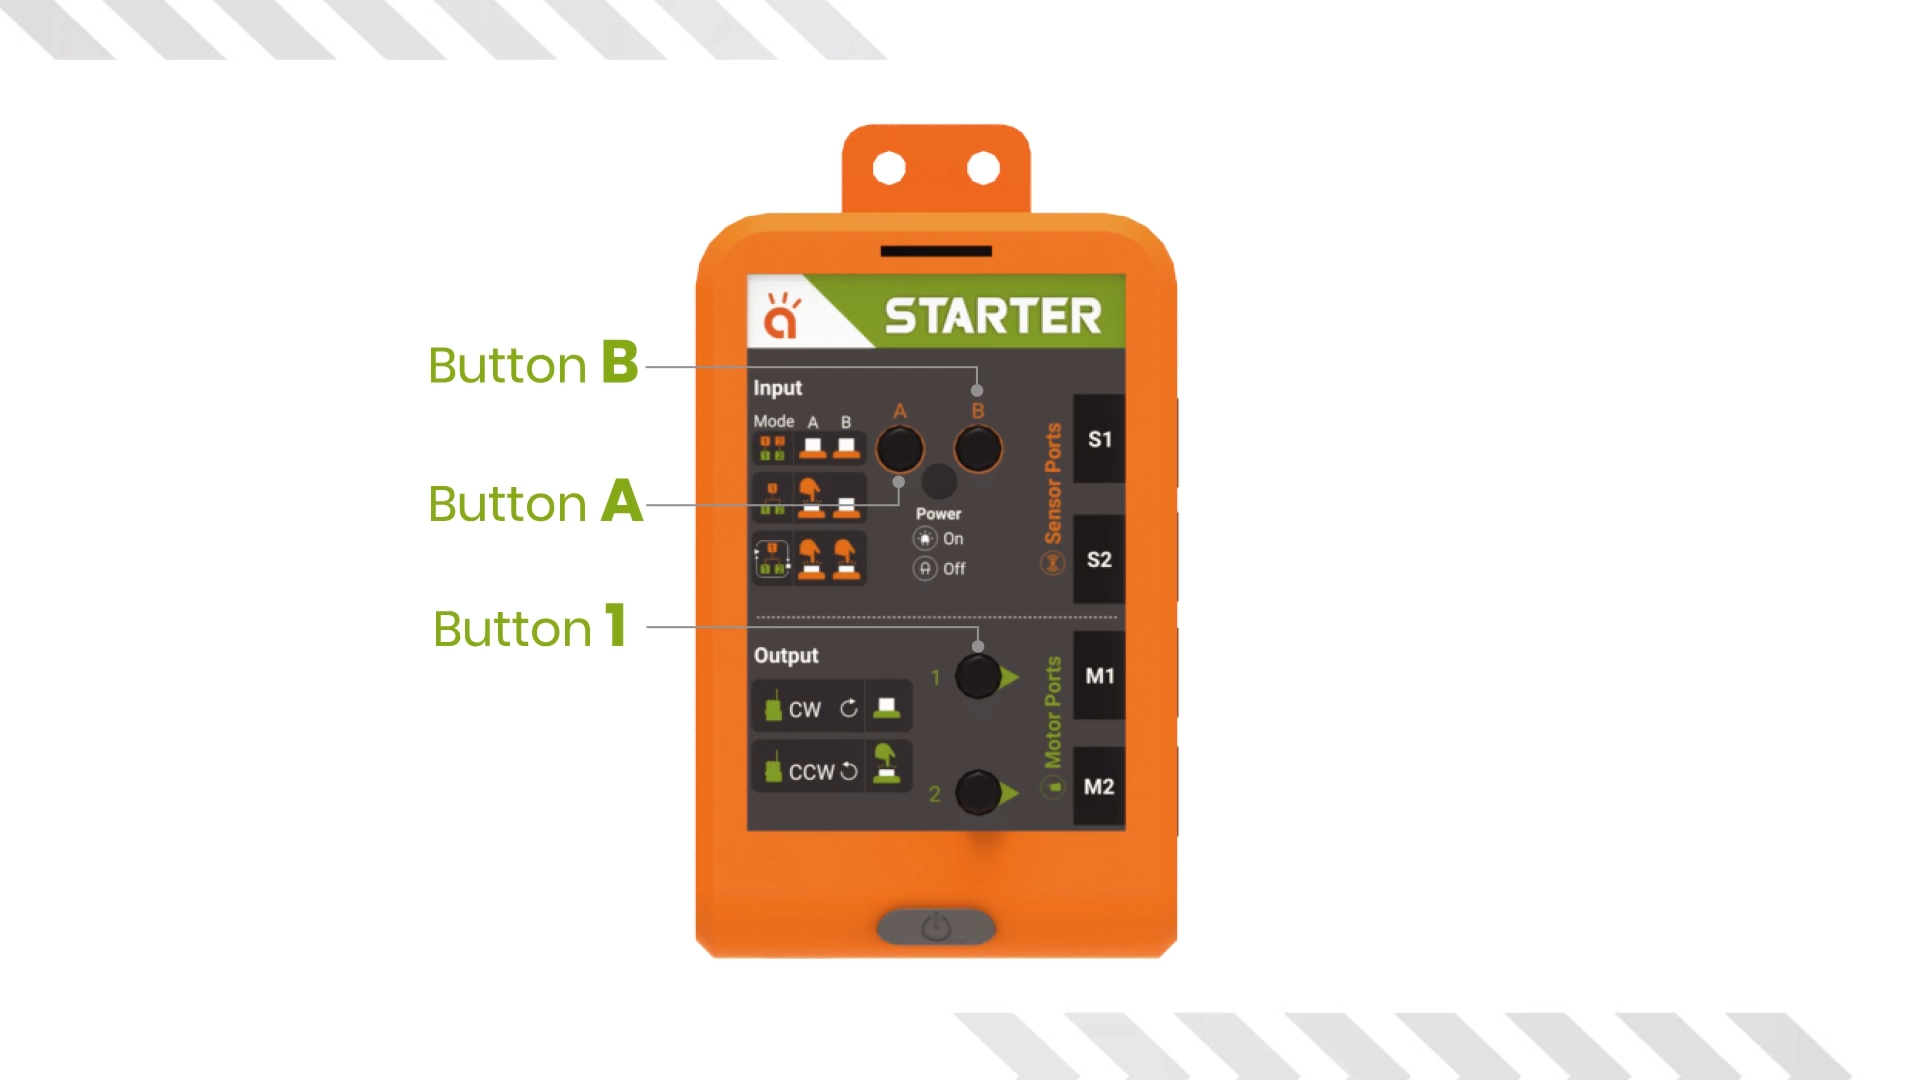 STARTER
Button B
Input
Mode A B
A B
Button A
Power
On
Off
Sensor Ports
S1
S2
Button 1
Output
CW
CCW
1
2
Motor Ports
M1
M2